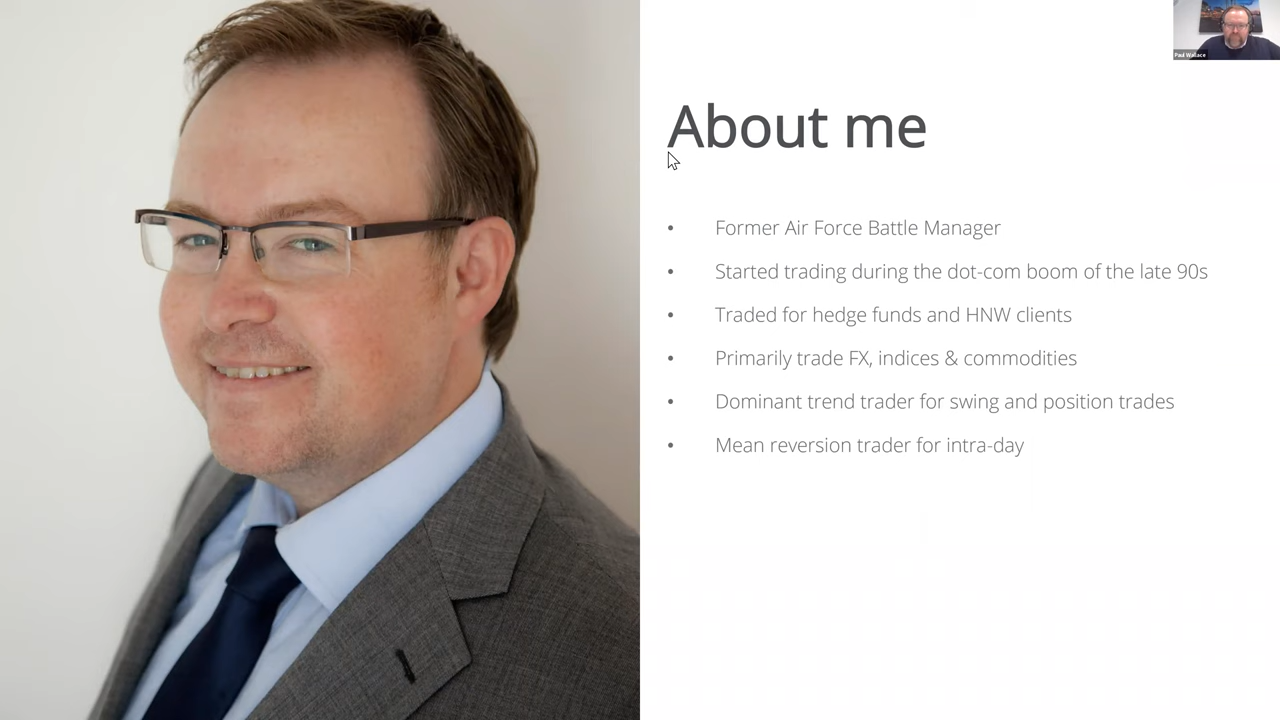 Paul Wallace
About me
• Former Air Force Battle Manager
• Started trading during the dot-com boom of the late 90s
• Traded for hedge funds and HNW clients
• Primarily trade FX, indices & commodities
• Dominant trend trader for swing and position trades
• Mean reversion trader for intra-day